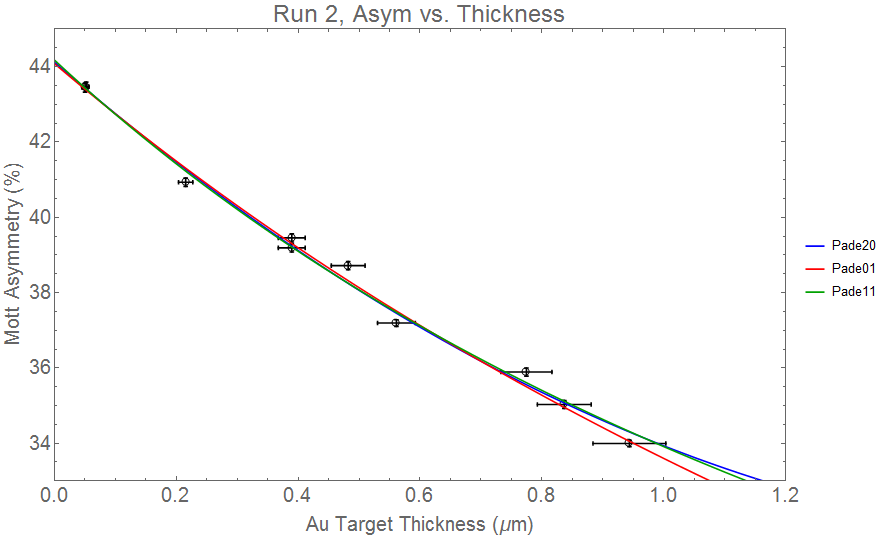 Run 2, Asym vs. Thickness
44
42
40
38
36
34
Mott Asymmetry (%)
0.0 0.2 0.4 0.6 0.8 1.0 1.2
Au Target Thickness (μm)
Pade20
Pade01
Pade11